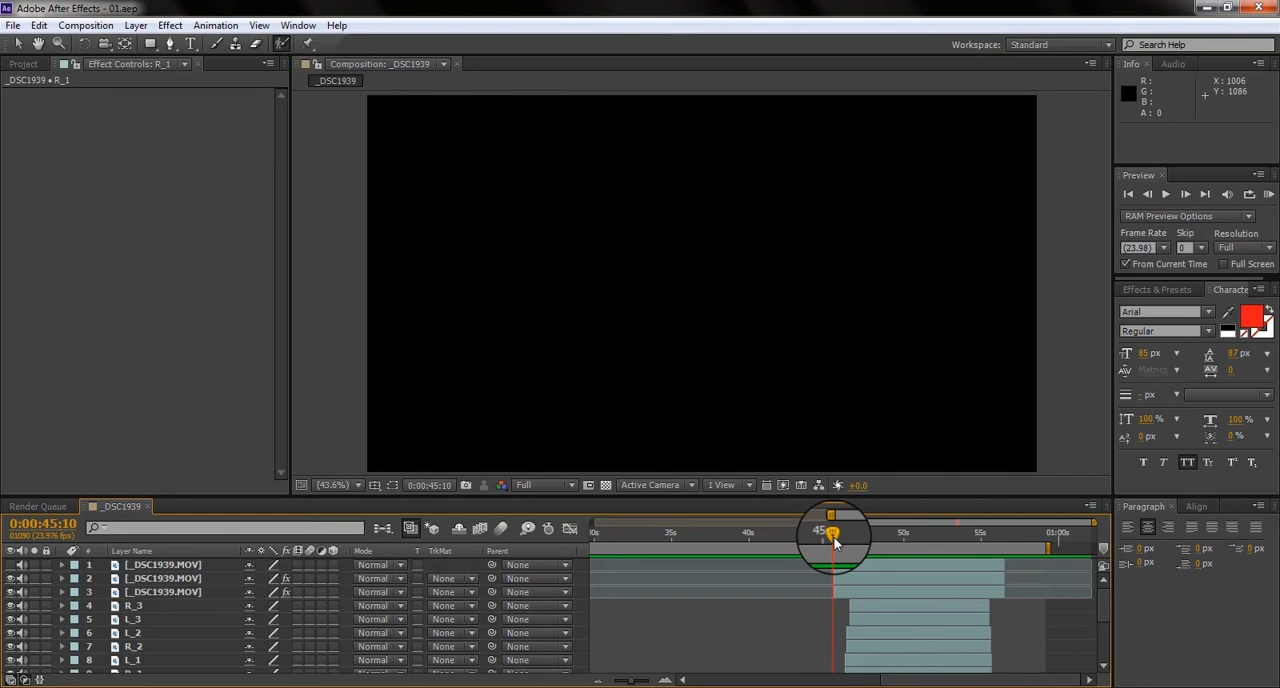 Adobe After Effects - 01.aep
File Edit Composition Layer Effect Animation View Window Help
Workspace: Standard Search Help
Project Effect Controls: R_1 Composition: _DSC1939 Info Audio
_DSC1939 • R_1 _DSC1939
R :
G :
B :
A : 0
X : 1006
Y : 1086
Preview
RAM Preview Options
Frame Rate Skip Resolution
(23.98) 0 Full
From Current Time Full Screen
Effects & Presets Character
Arial
Regular
85 px 87 px
Metrics 0
- px
100 % 100 %
0 px 0 %
T T TT Tт T¹ T₁
(43.6%) 0:00:45:10 Full Active Camera 1 View +0.0
Render Queue _DSC1939 Paragraph Align
0:00:45:10
01090 (23.976 fps)
0s 35s 40s 45 50s 55s 01:00s
# Layer Name Mode T TrkMat Parent
1 [_DSC1939.MOV] Normal None
2 [_DSC1939.MOV] Normal None None
3 [_DSC1939.MOV] Normal None None
4 R_3 Normal None None
5 L_3 Normal None None
6 L_2 Normal None None
7 R_2 Normal None None
8 L_1 Normal None None
0 px 0 px 0 px
0 px 0 px